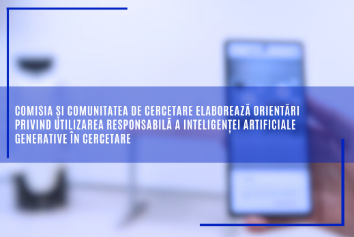 COMISIA ȘI COMUNITATEA DE CERCETARE ELABOREAZĂ ORIENTĂRI
PRIVIND UTILIZAREA RESPONSABILĂ A INTELIGENȚEI ARTIFICIALE
GENERATIVE ÎN CERCETARE